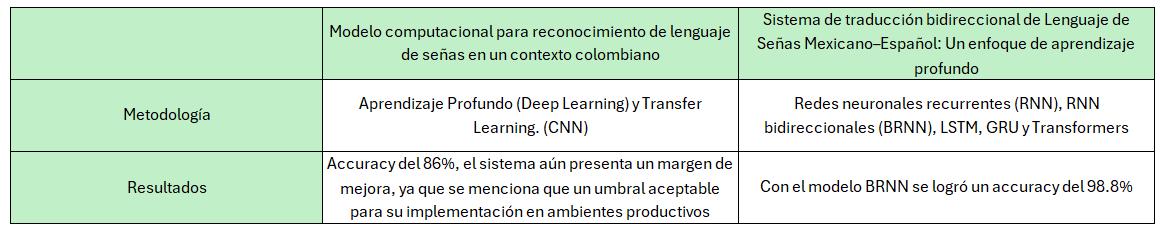 Modelo computacional para reconocimiento de lenguaje
de señas en un contexto colombiano
Sistema de traducción bidireccional de Lenguaje de
Señas Mexicano–Español: Un enfoque de aprendizaje
profundo
Metodología
Aprendizaje Profundo (Deep Learning) y Transfer
Learning. (CNN)
Redes neuronales recurrentes (RNN), RNN
bidireccionales (BRNN), LSTM, GRU y Transformers
Resultados
Accuracy del 86%, el sistema aún presenta un margen de
mejora, ya que se menciona que un umbral aceptable
para su implementación en ambientes productivos
Con el modelo BRNN se logró un accuracy del 98.8%